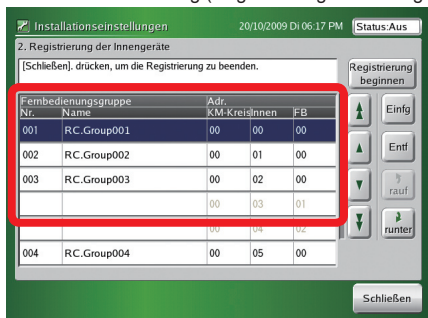 Installationseinstellungen 20/10/2009 Di 06:17 PM Status:Aus
2. Registrierung der Innengeräte
[Schließen]. drücken, um die Registrierung zu beenden.
Registrierung
beginnen
Fernbedienungsgruppe Adr.
Nr. Name KM-Kreis Innen FB
Einfg
001 RC.Group001 00 00 00
002 RC.Group002 00 01 00
Entf
003 RC.Group003 00 02 00
rauf
00 03 01
00 04 02
runter
004 RC.Group004 00 05 00
Schließen